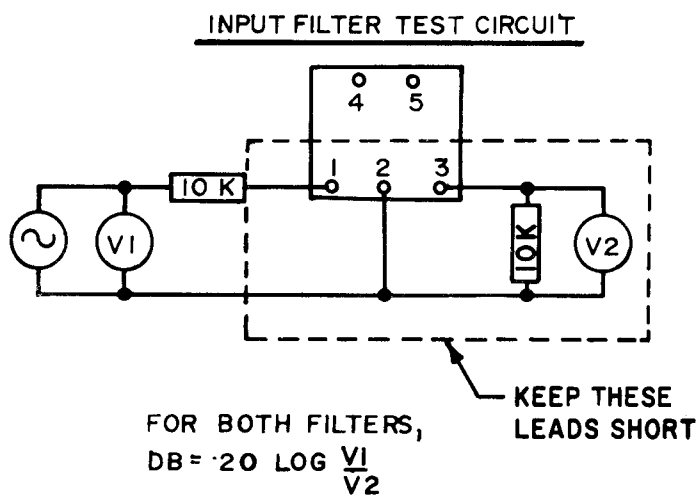 INPUT FILTER TEST CIRCUIT
4 5
1 2 3
10 K
V1
10K
V2
KEEP THESE
LEADS SHORT
FOR BOTH FILTERS,
DB = 20 LOG V1
V2